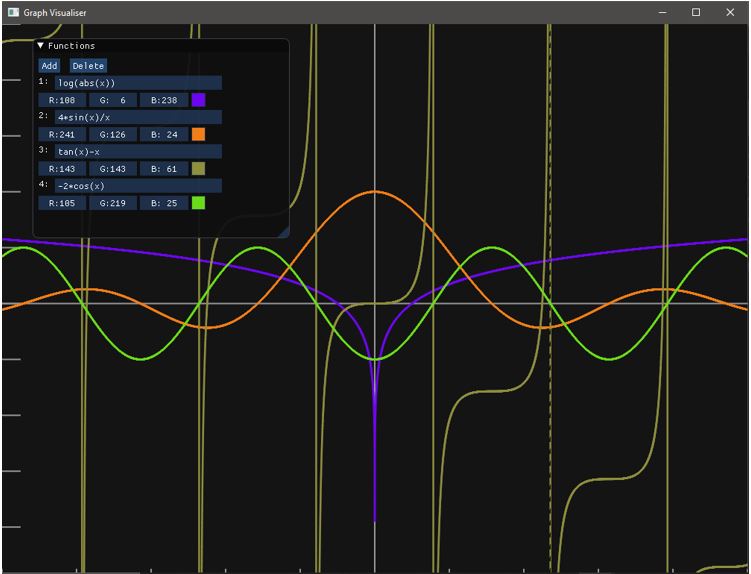 Graph Visualiser
▼ Functions
Add Delete
1: log(abs(x))
R:108 G: 6 B:238
2: 4*sin(x)/x
R:241 G:126 B: 24
3: tan(x)-x
R:143 G:143 B: 61
4: -2*cos(x)
R:105 G:219 B: 25